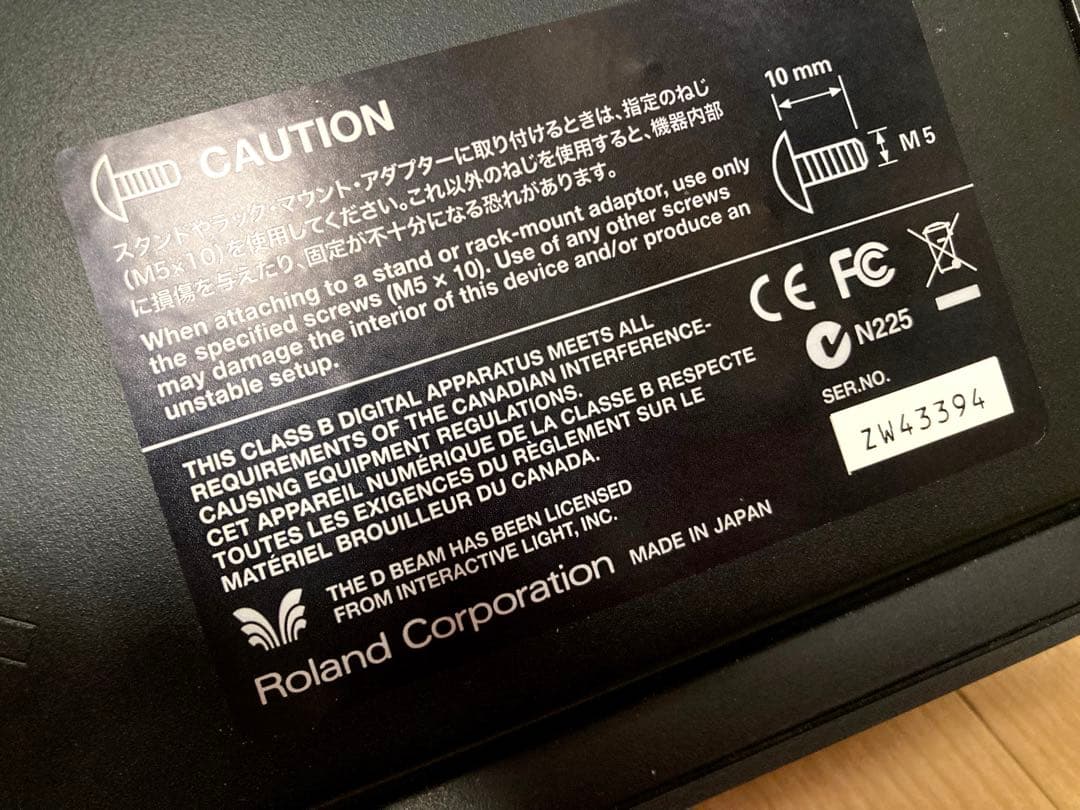 CAUTION
スタンドやラック・マウント・アダプターに取り付けるときは、指定のねじ
(M5×10)を使用してください。これ以外のねじを使用すると、機器内部
に損傷を与えたり、固定が不十分になる恐れがあります。
When attaching to a stand or rack-mount adaptor, use only
the specified screws (M5 x 10). Use of any other screws
may damage the interior of this device and/or produce an
unstable setup.
10 mm
M 5
THIS CLASS B DIGITAL APPARATUS MEETS ALL
REQUIREMENTS OF THE CANADIAN INTERFERENCE-
CAUSING EQUIPMENT REGULATIONS.
CET APPAREIL NUMÉRIQUE DE LA CLASSE B RESPECTE
TOUTES LES EXIGENCES DU RÉGLEMENT SUR LE
MATÉRIEL BROUILLEUR DU CANADA.
CE FC
N225
SER.NO.
ZW43394
THE D BEAM HAS BEEN LICENSED
FROM INTERACTIVE LIGHT, INC.
Roland Corporation MADE IN JAPAN